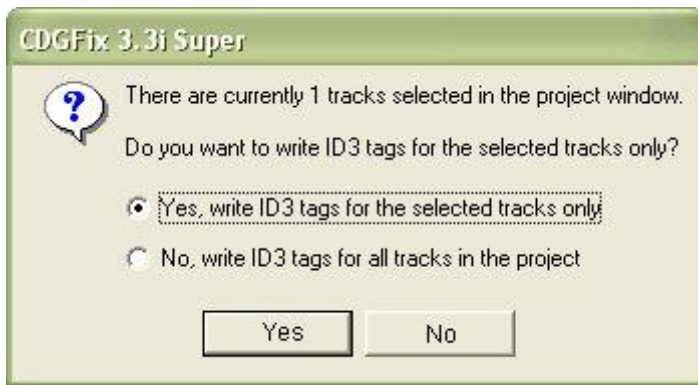 CDGFix 3.3i Super
There are currently 1 tracks selected in the project window.
Do you want to write ID3 tags for the selected tracks only?
Yes, write ID3 tags for the selected tracks only
No, write ID3 tags for all tracks in the project
Yes No